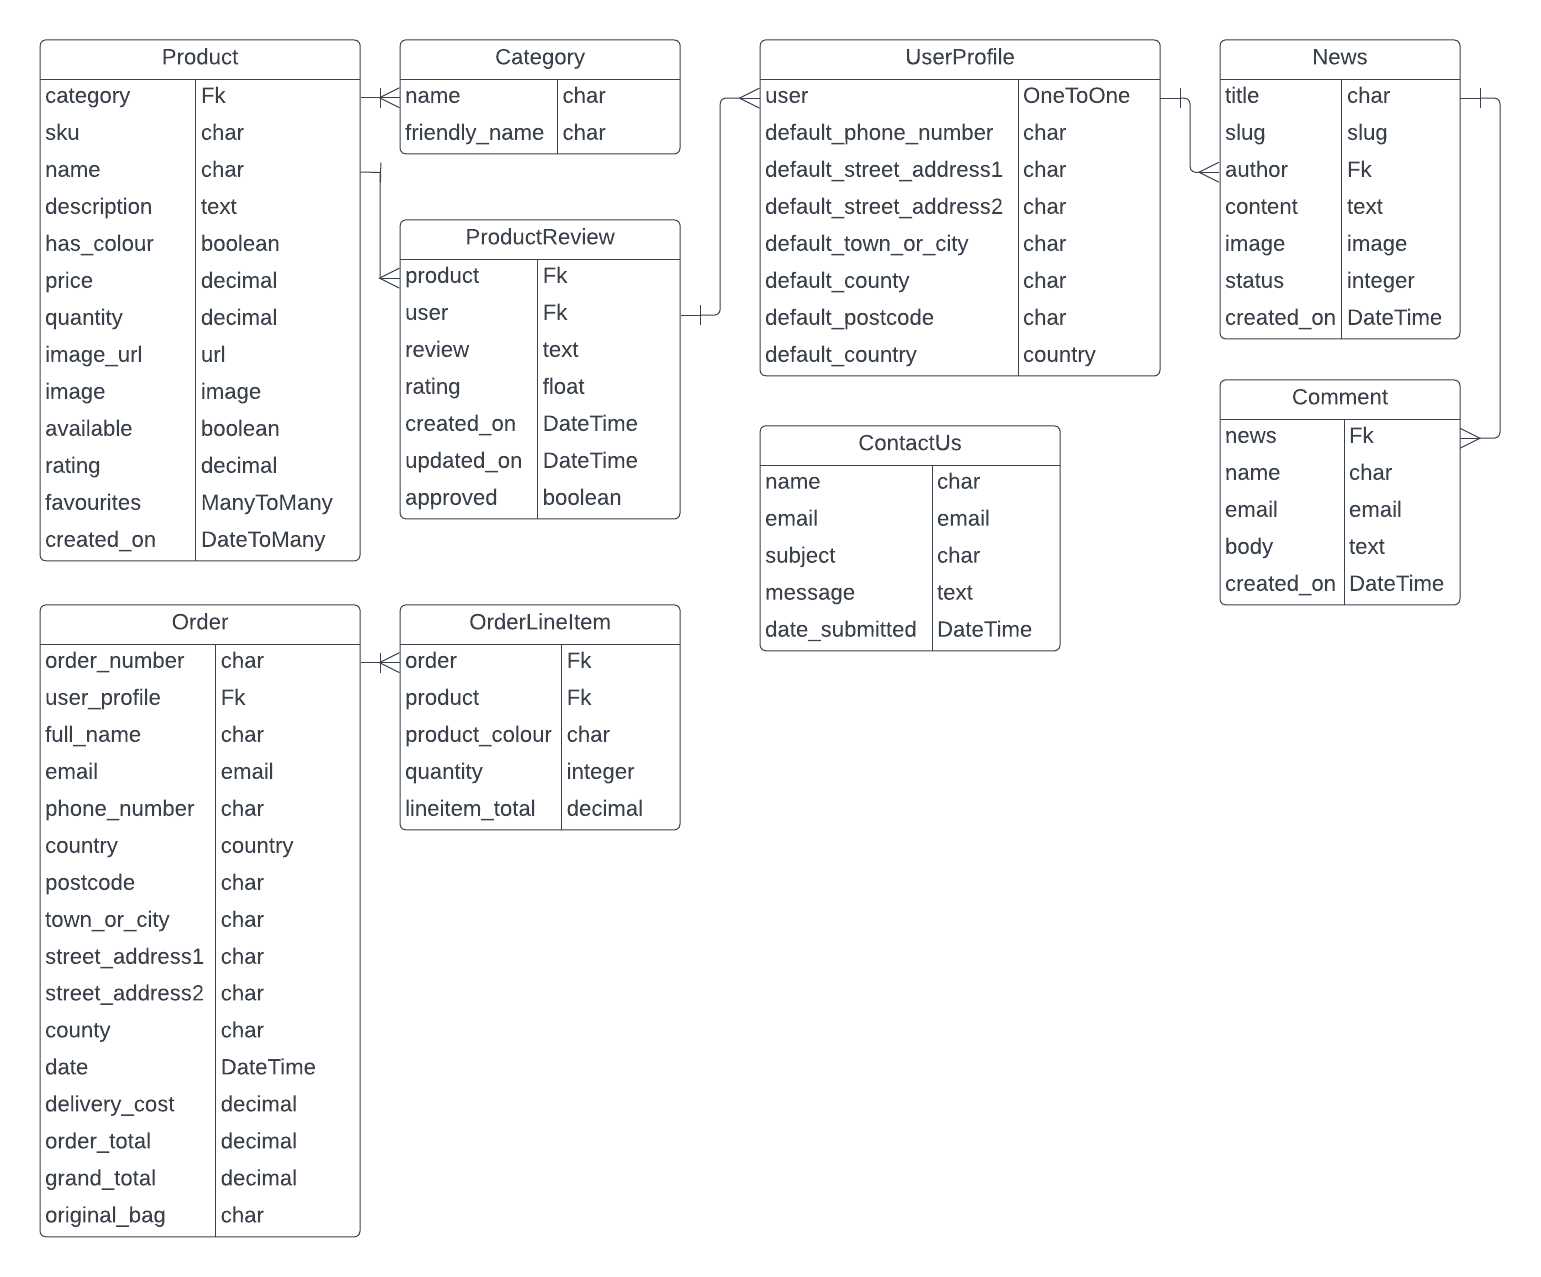 Product
category Fk
sku char
name char
description text
has_colour boolean
price decimal
quantity decimal
image_url url
image image
available boolean
rating decimal
favourites ManyToMany
created_on DateToMany
Category
name char
friendly_name char
ProductReview
product Fk
user Fk
review text
rating float
created_on DateTime
updated_on DateTime
approved boolean
UserProfile
user OneToOne
default_phone_number char
default_street_address1 char
default_street_address2 char
default_town_or_city char
default_county char
default_postcode char
default_country country
News
title char
slug slug
author Fk
content text
image image
status integer
created_on DateTime
Comment
news Fk
name char
email email
body text
created_on DateTime
ContactUs
name char
email email
subject char
message text
date_submitted DateTime
Order
order_number char
user_profile Fk
full_name char
email email
phone_number char
country country
postcode char
town_or_city char
street_address1 char
street_address2 char
county char
date DateTime
delivery_cost decimal
order_total decimal
grand_total decimal
original_bag char
OrderLineItem
order Fk
product Fk
product_colour char
quantity integer
lineitem_total decimal